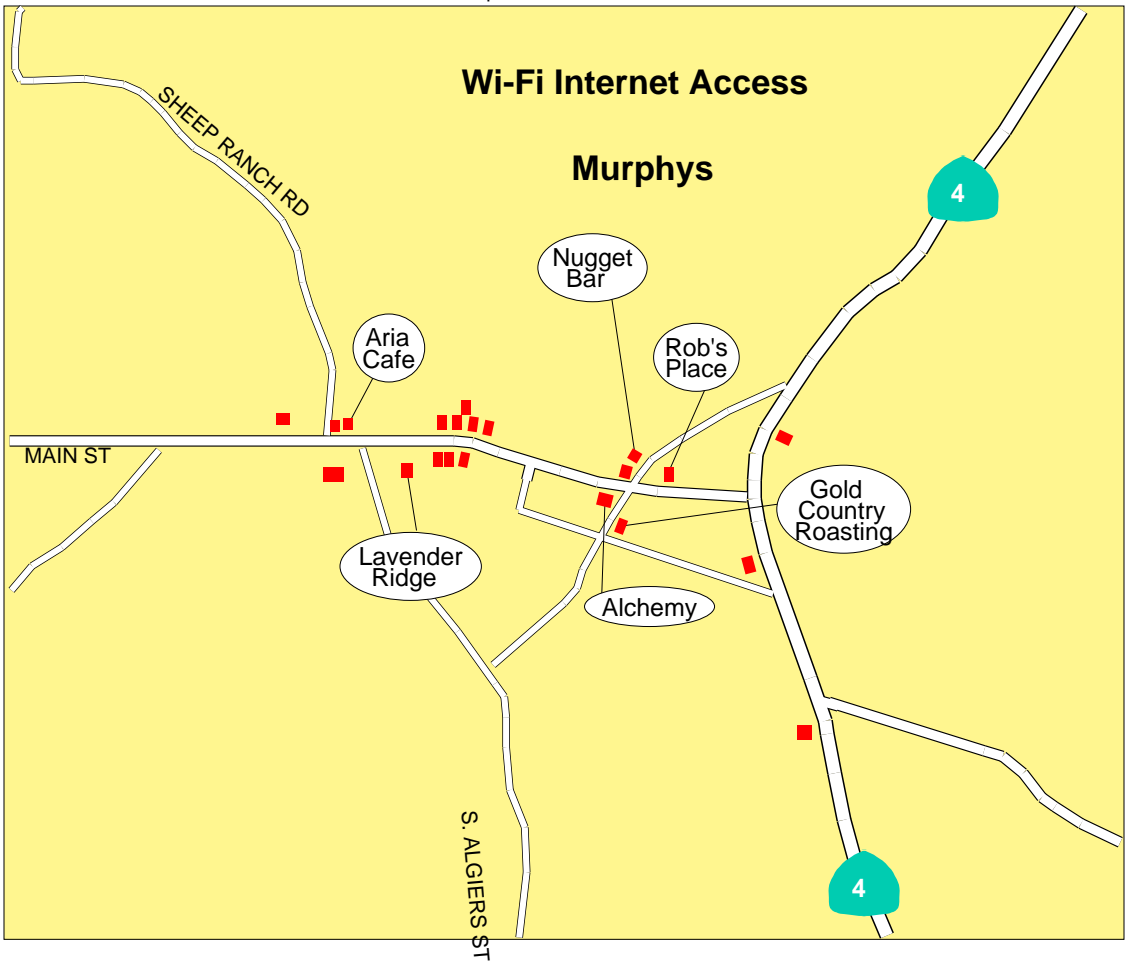 Wi-Fi Internet Access
Murphys
SHEEP RANCH RD
4
Nugget
Bar
Aria
Cafe
Rob's
Place
MAIN ST
Gold
Country
Roasting
Lavender
Ridge
Alchemy
S. ALGIERS ST
4